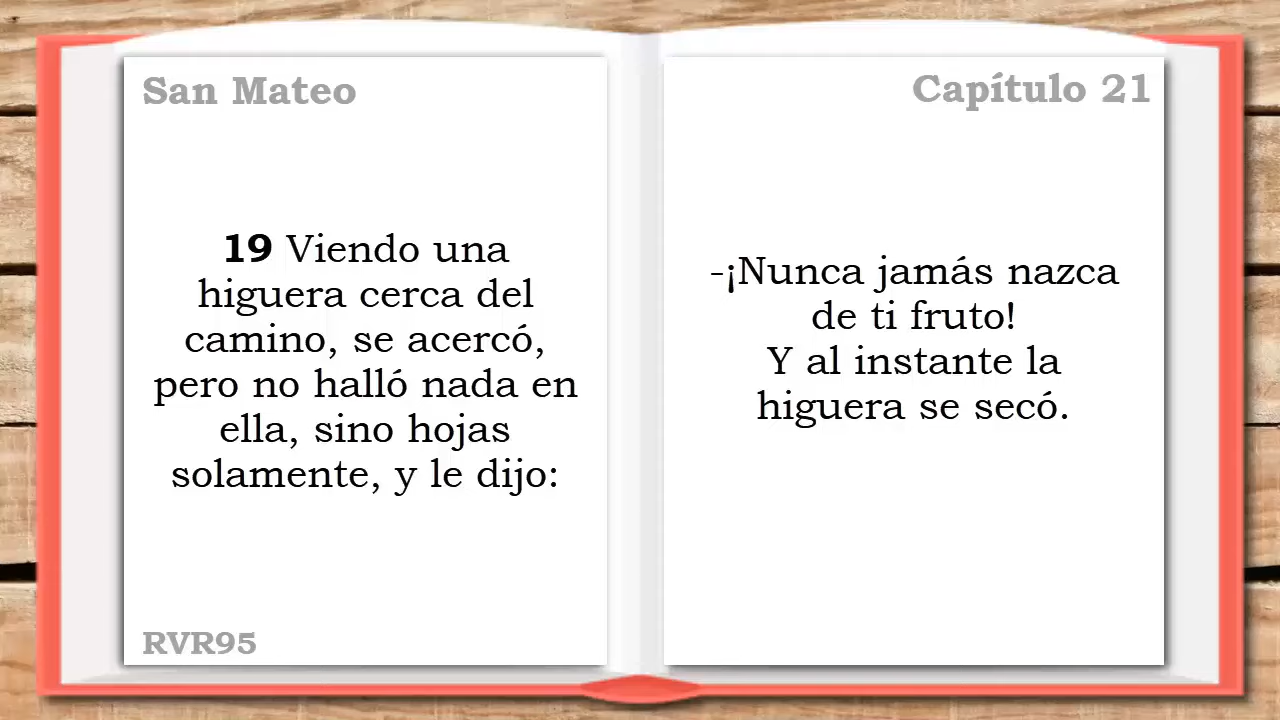 San Mateo
19 Viendo una
higuera cerca del
camino, se acercó,
pero no halló nada en
ella, sino hojas
solamente, y le dijo:
RVR95
Capítulo 21
-¡Nunca jamás nazca
de ti fruto!
Y al instante la
higuera se secó.